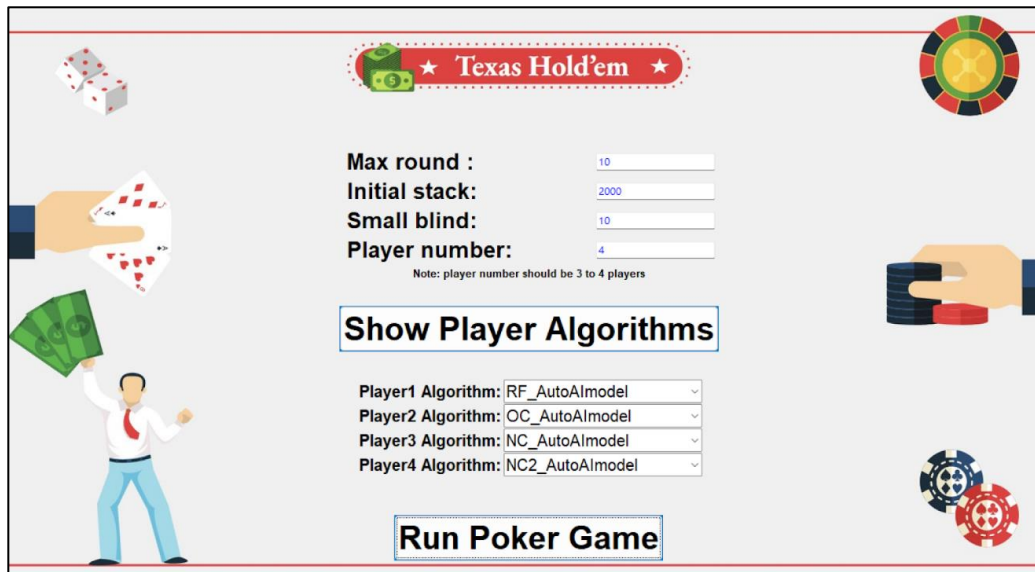 Texas Hold'em
Max round : 10
Initial stack: 2000
Small blind: 10
Player number: 4
Note: player number should be 3 to 4 players
Show Player Algorithms
Player1 Algorithm: RF_AutoAImodel
Player2 Algorithm: OC_AutoAImodel
Player3 Algorithm: NC_AutoAImodel
Player4 Algorithm: NC2_AutoAImodel
Run Poker Game